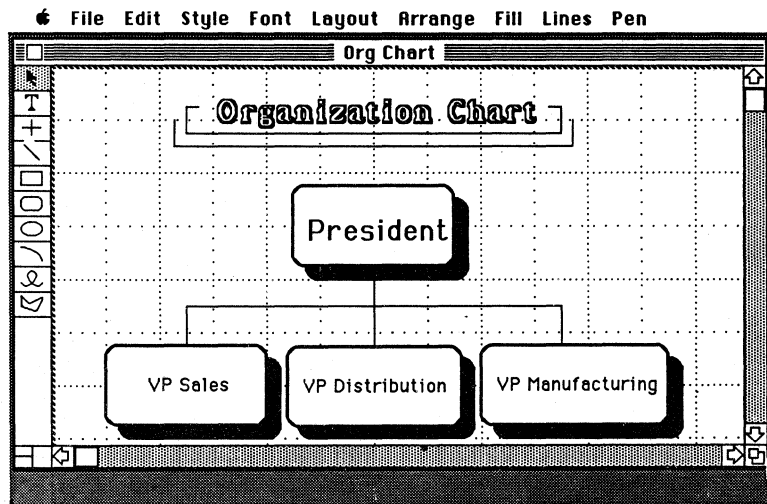 File Edit Style Font Layout Arrange Fill Lines Pen
Org Chart
T
Organization Chart
President
VP Sales
VP Distribution
VP Manufacturing